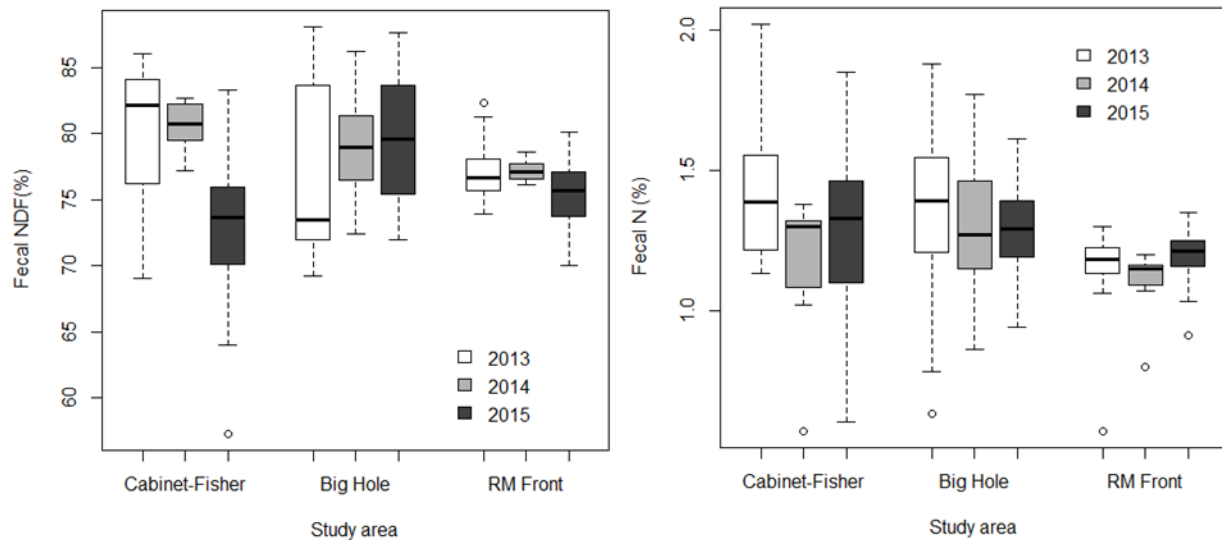 Fecal NDF(%)
85
80
75
70
65
60
2013
2014
2015
Cabinet-Fisher
Big Hole
RM Front
Study area
Fecal N (%)
2.0
1.5
1.0
2013
2014
2015
Cabinet-Fisher
Big Hole
RM Front
Study area